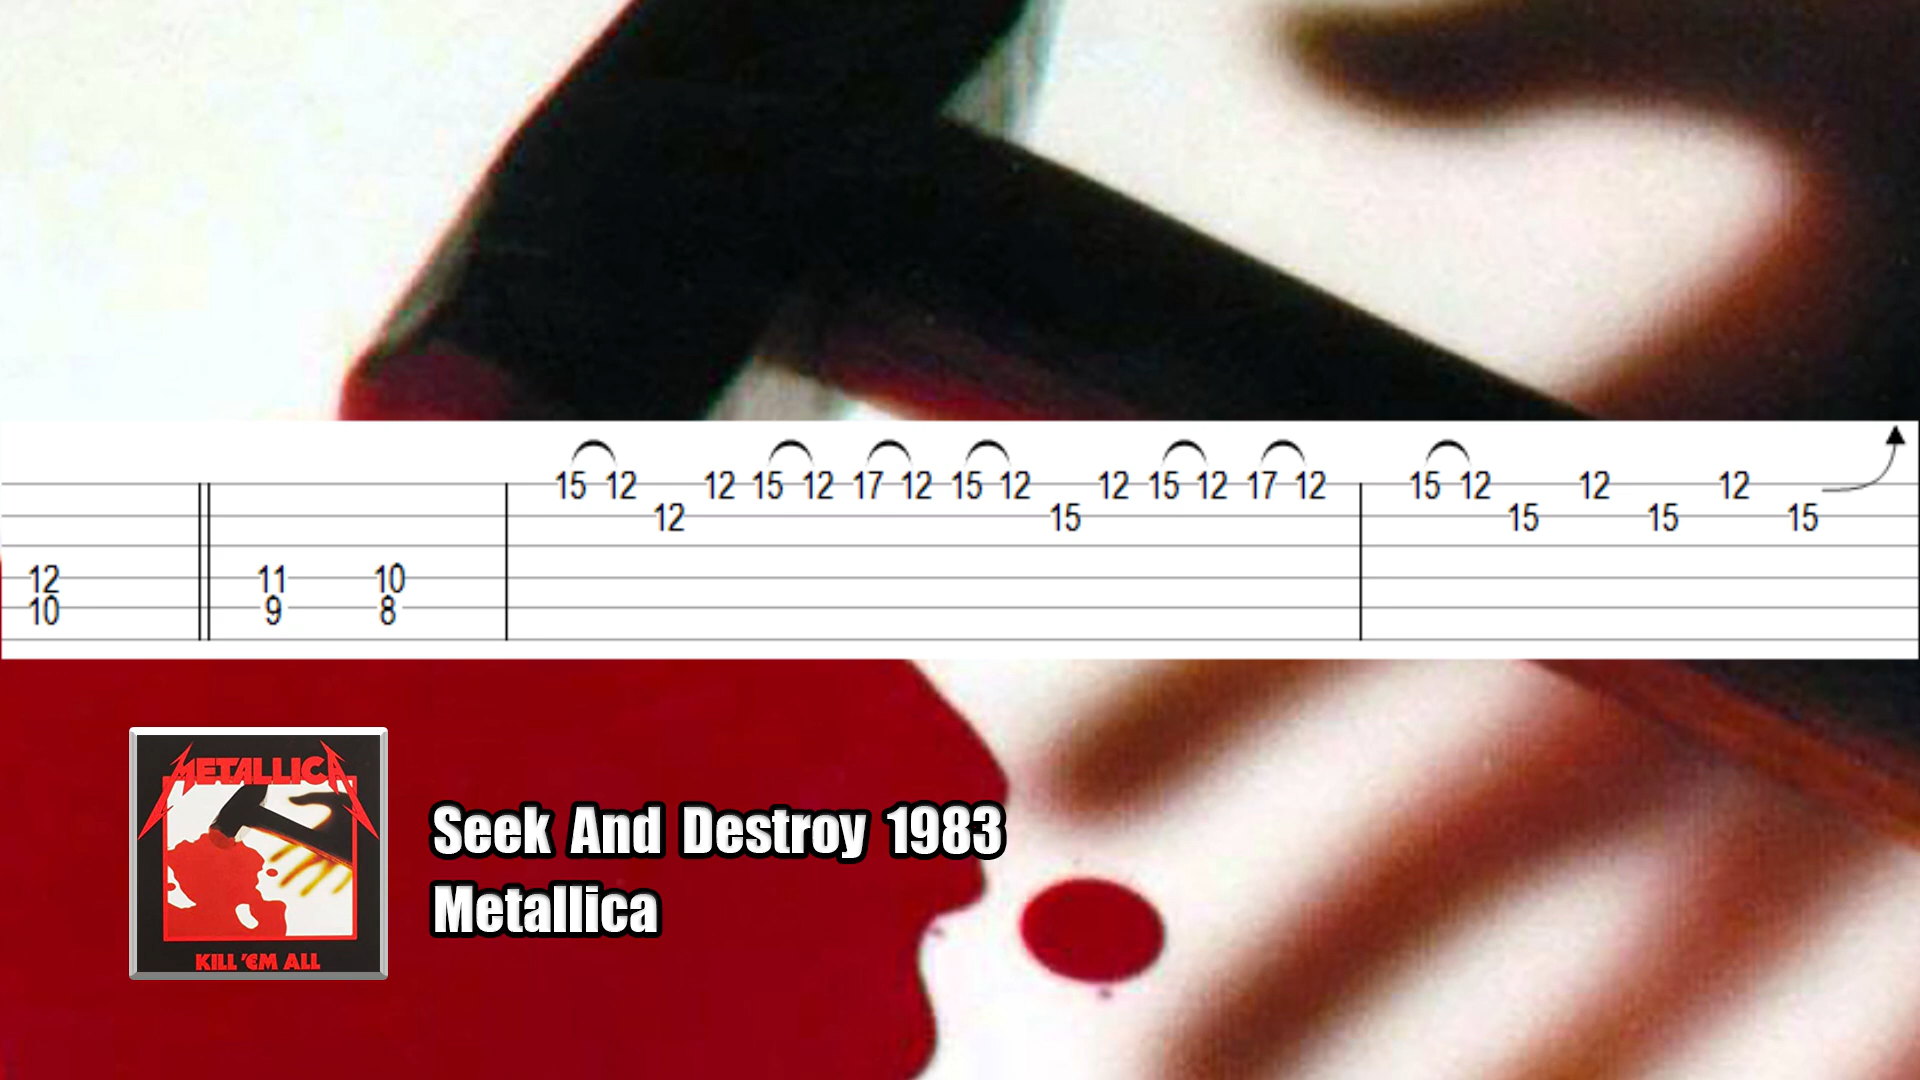 15 12 12 15 12 17 12 15 12 12 15 12 17 12 15 12 12 12
12 15 15 15 15
12 11 10
10 9 8
METALLICA
KILL 'EM ALL
Seek And Destroy 1983
Metallica